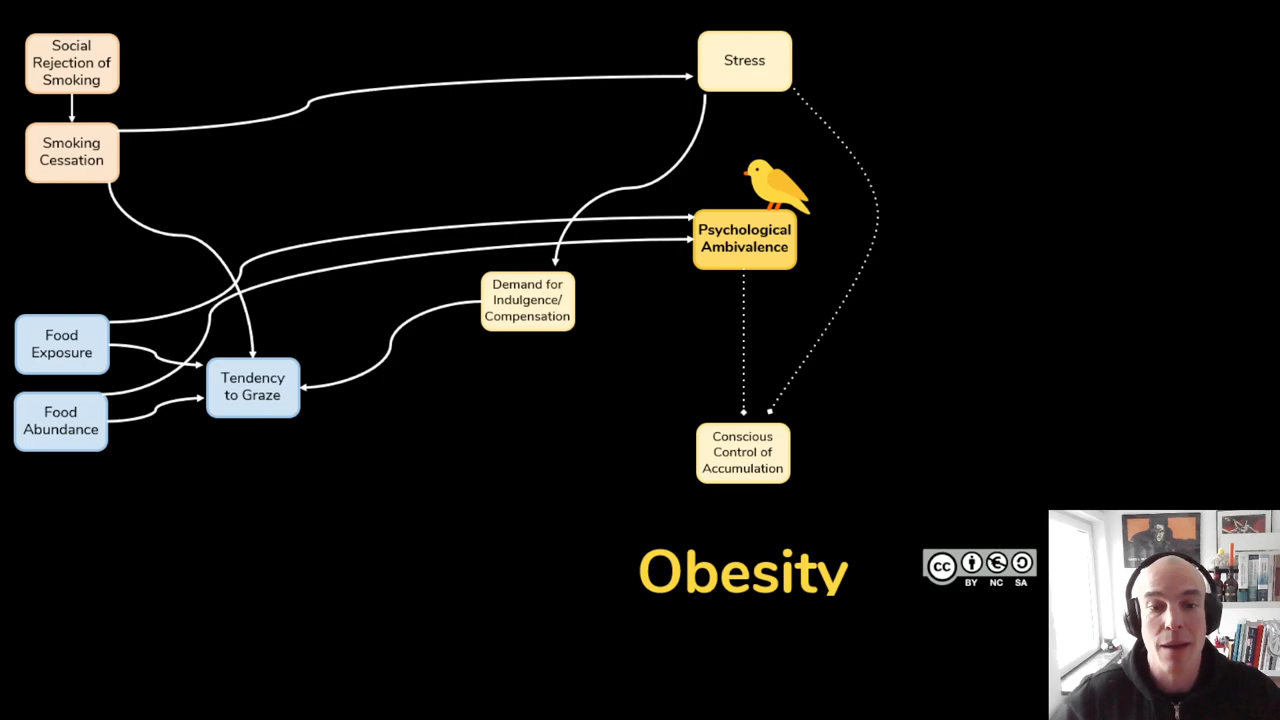 Social
Rejection of
Smoking
Stress
Smoking
Cessation
Psychological
Ambivalence
Demand for
Indulgence/
Compensation
Food
Exposure
Tendency
to Graze
Food
Abundance
Conscious
Control of
Accumulation
Obesity
cc
BY NC SA